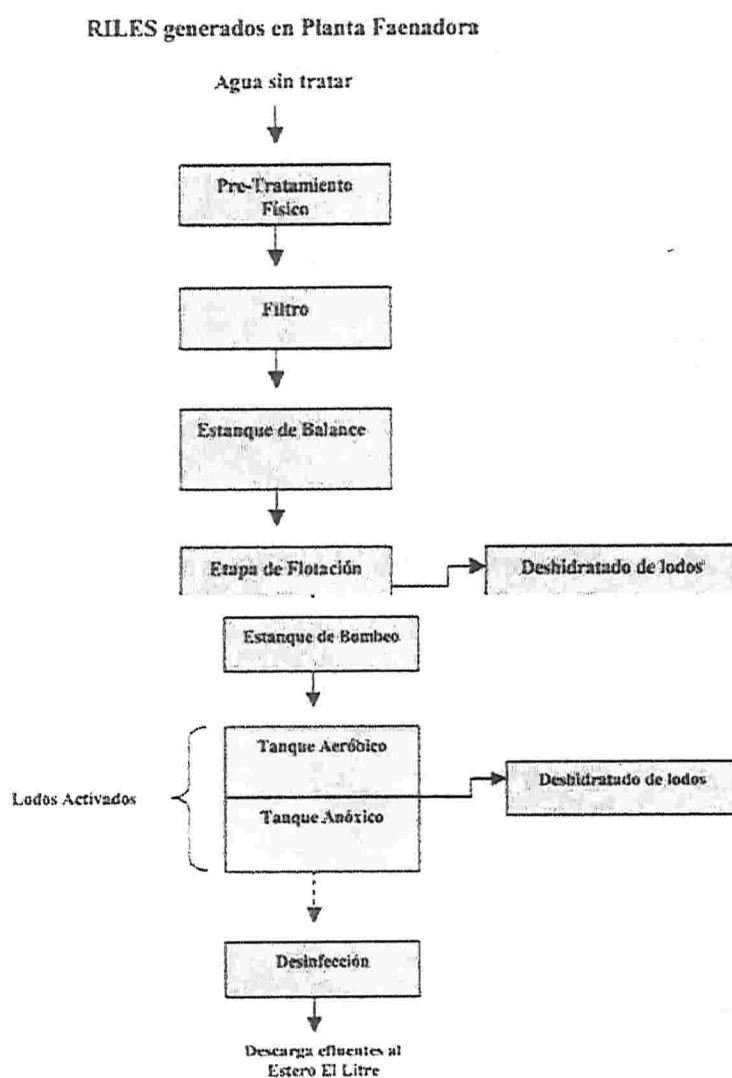 RILES generados en Planta Faenadora
Agua sin tratar
Pre-Tratamiento
Físico
Filtro
Estanque de Balance
Etapa de Flotación
Deshidratado de lodos
Estanque de Bombeo
Tanque Aeróbico
Deshidratado de lodos
Lodos Activados
Tanque Anóxico
Desinfección
Descarga efluentes al
Estero El Litre